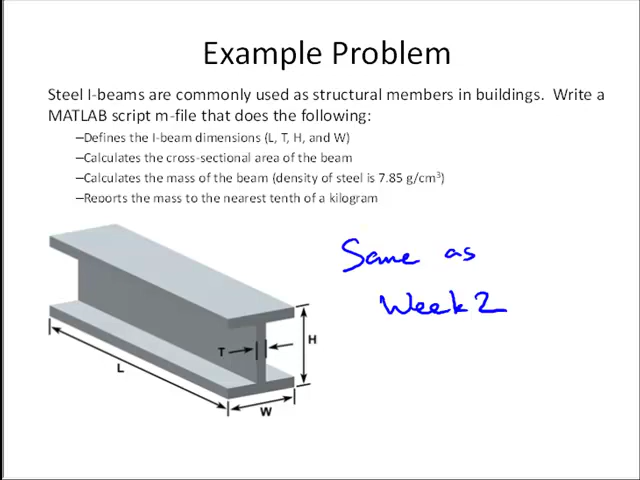 Example Problem
Steel I-beams are commonly used as structural members in buildings. Write a
MATLAB script m-file that does the following:
–Defines the I-beam dimensions (L, T, H, and W)
–Calculates the cross-sectional area of the beam
–Calculates the mass of the beam (density of steel is 7.85 g/cm³)
–Reports the mass to the nearest tenth of a kilogram
Same as
Week 2
H
T
L
W